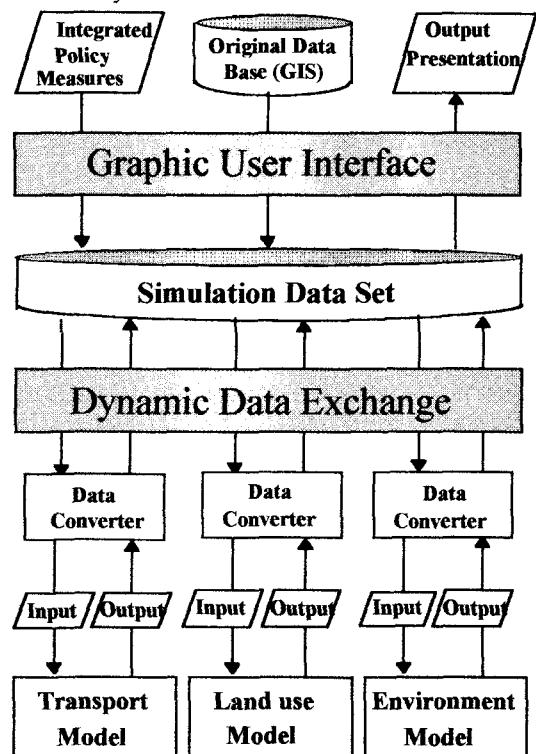 Integrated
Policy
Measures
Original Data
Base (GIS)
Output
Presentation
Graphic User Interface
Simulation Data Set
Dynamic Data Exchange
Data
Converter
Data
Converter
Data
Converter
Input
Output
Input
Output
Input
Output
Transport
Model
Land use
Model
Environment
Model